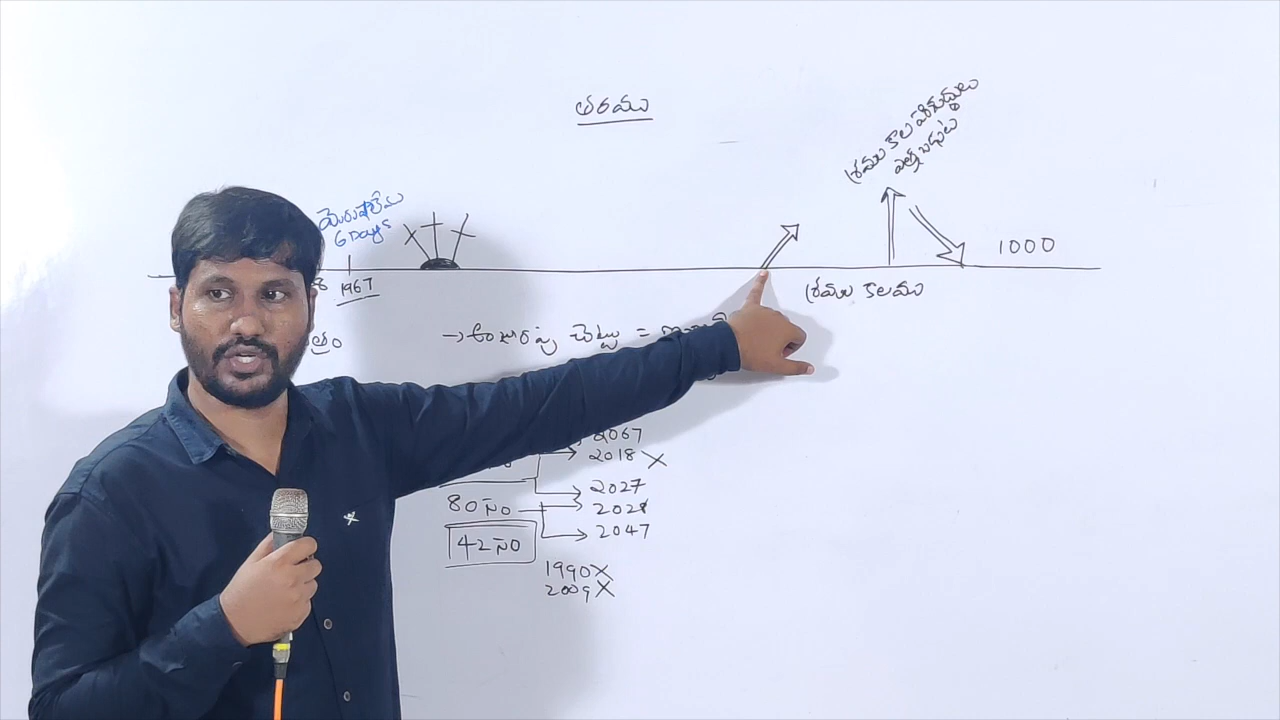 తరము
శ్రమల కాల పరిశుద్ధులు
ఎత్తబడుట
యెరుషలేము
6 Days
1000
1967
శ్రమల కాలము
→ అంజూరపు చెట్టు =
2067
2018 X
2027
80 సం
2028
2047
42 సం
1990 X
2009 X